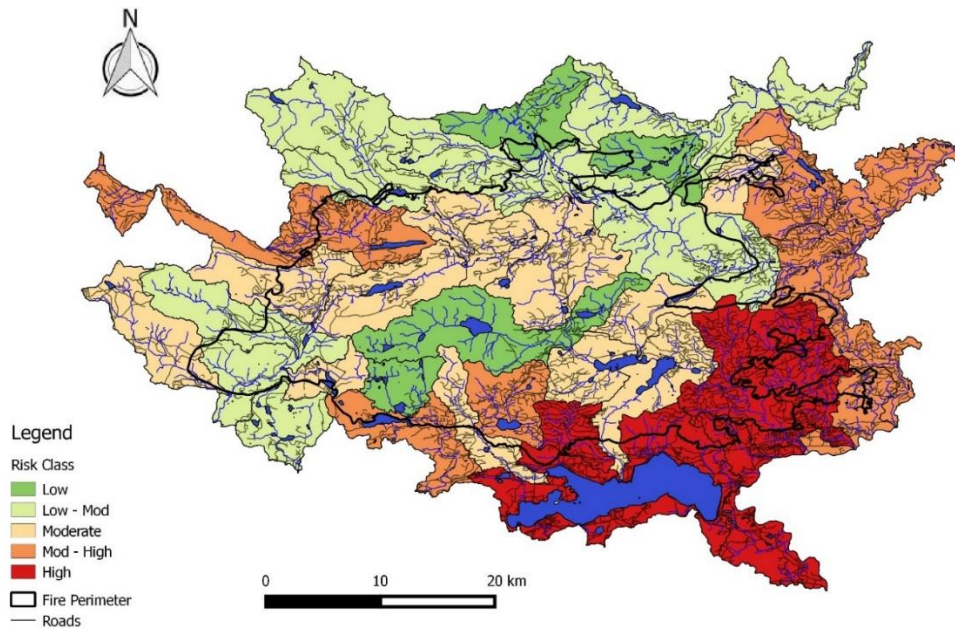 N
Legend
Risk Class
Low
Low - Mod
Moderate
Mod - High
High
Fire Perimeter
Roads
0 10 20 km